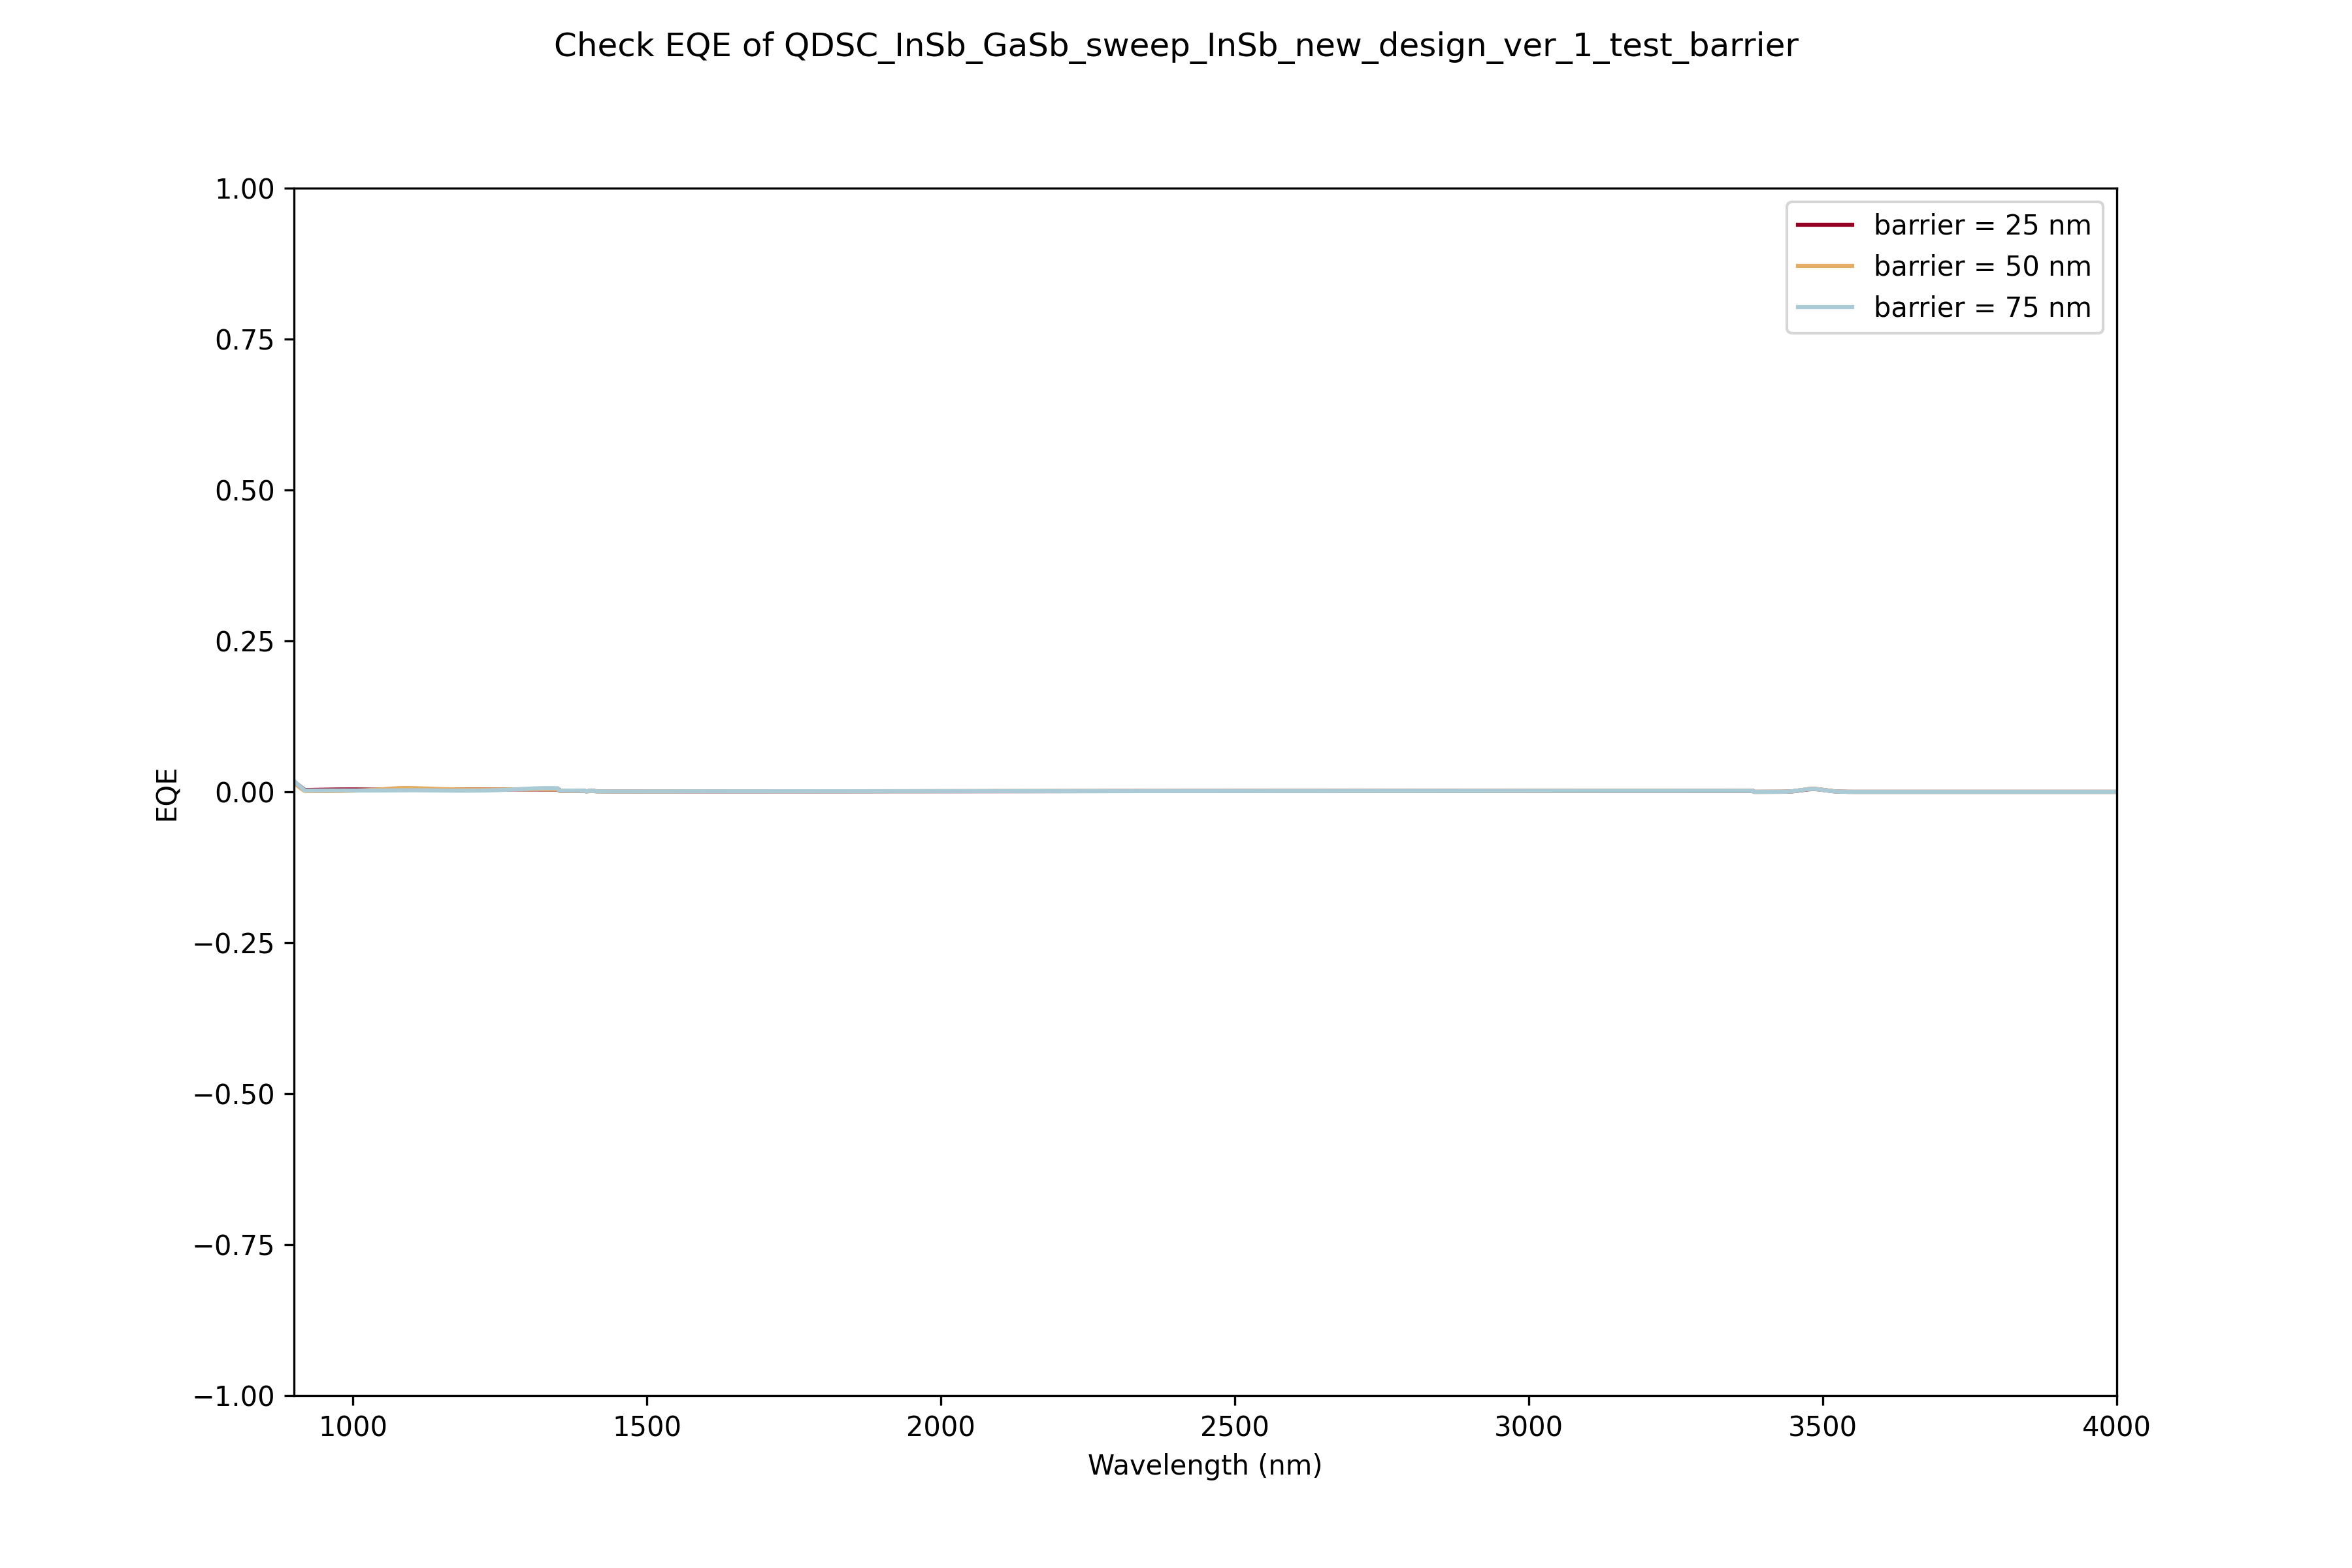 Check EQE of QDSC_InSb_GaSb_sweep_InSb_new_design_ver_1_test_barrier
barrier = 25 nm
barrier = 50 nm
barrier = 75 nm
EQE
1.00
0.75
0.50
0.25
0.00
−0.25
−0.50
−0.75
−1.00
1000 1500 2000 2500 3000 3500 4000
Wavelength (nm)